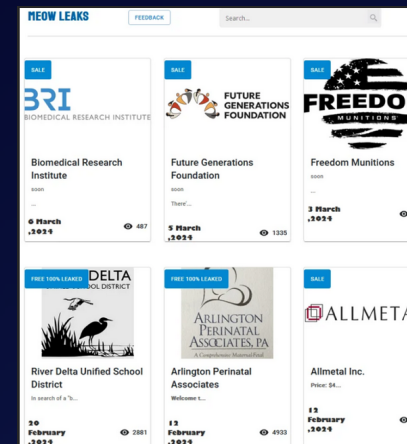 MEOW LEAKS
FEEDBACK
Search...
SALE
BRI
BIOMEDICAL RESEARCH INSTITUTE
Biomedical Research
Institute
soon
...
6 March
,2024
487
SALE
FUTURE
GENERATIONS
FOUNDATION
Future Generations
Foundation
soon
There'...
5 March
,2024
1335
SALE
FREEDO
MUNITIONS
Freedom Munitions
soon
...
3 March
,2024
FREE 100% LEAKED
DELTA
OOL DISTRICT
River Delta Unified School
District
In search of a "b...
20
February
,2024
2881
FREE 100% LEAKED
ARLINGTON
PERINATAL
ASSOCIATES, PA
A Comprehensive Maternal-Fetal
Arlington Perinatal
Associates
Welcome t...
12
February
,2024
4933
SALE
ALLMETA
Allmetal Inc.
Price: $4...
12
February
,2024